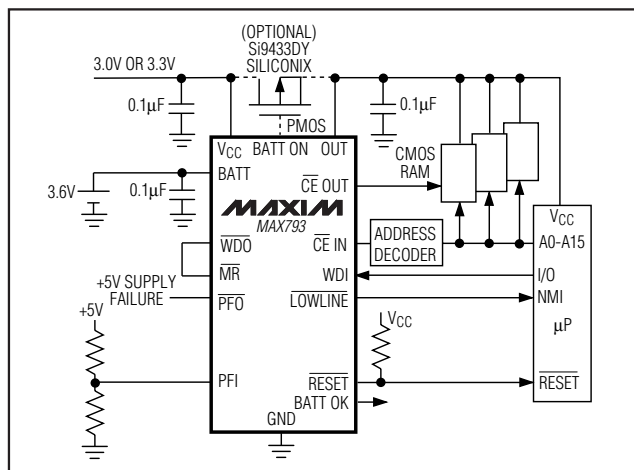 (OPTIONAL)
Si9433DY
SILICONIX
3.0V OR 3.3V
0.1µF
PMOS
0.1µF
VCC
BATT ON
OUT
CMOS
RAM
BATT
3.6V
0.1µF
CE OUT
MAXIM
MAX793
VCC
WDO
CE IN
ADDRESS
DECODER
A0-A15
MR
WDI
I/O
+5V SUPPLY
FAILURE
PFO
LOWLINE
NMI
+5V
VCC
µP
PFI
RESET
RESET
BATT OK
GND